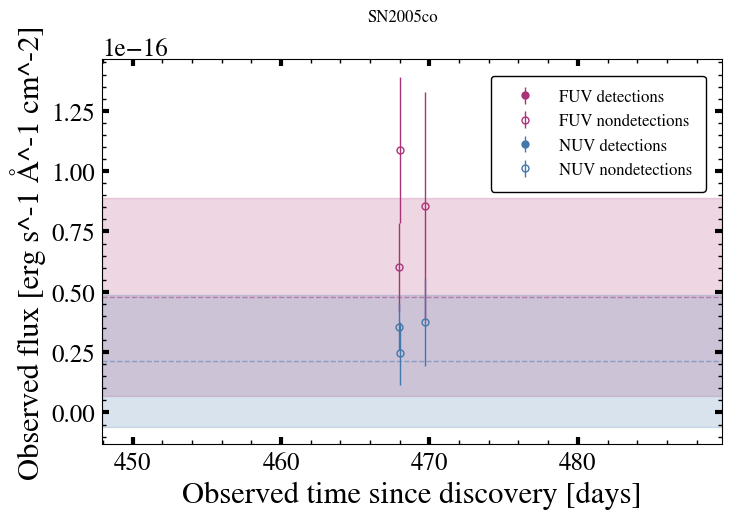 SN2005co
1e−16
Observed flux [erg s^-1 Å^-1 cm^-2]
1.25
1.00
0.75
0.50
0.25
0.00
FUV detections
FUV nondetections
NUV detections
NUV nondetections
450 460 470 480
Observed time since discovery [days]